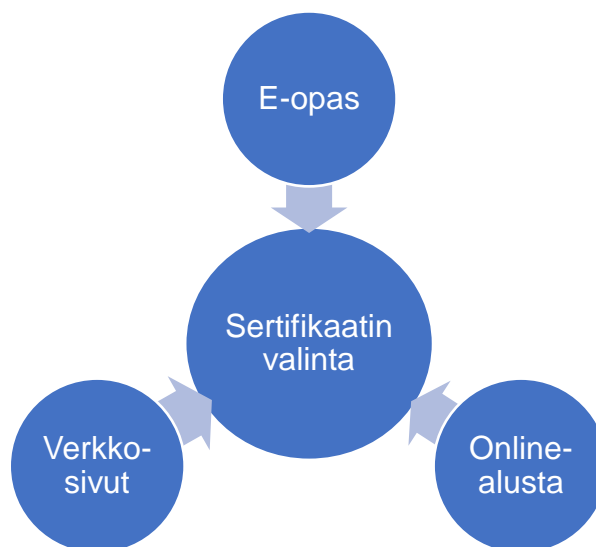 E-opas
Sertifikaatin
valinta
Verkko-
sivut
Online-
alusta